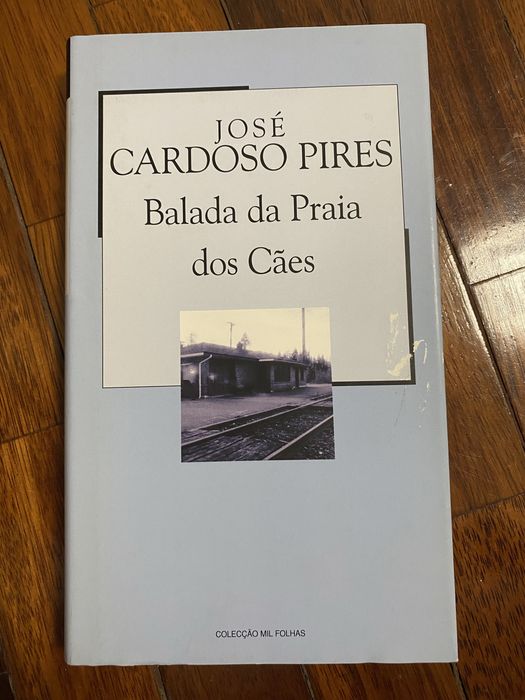 JOSÉ
CARDOSO PIRES
Balada da Praia
dos Cães
COLECÇÃO MIL FOLHAS